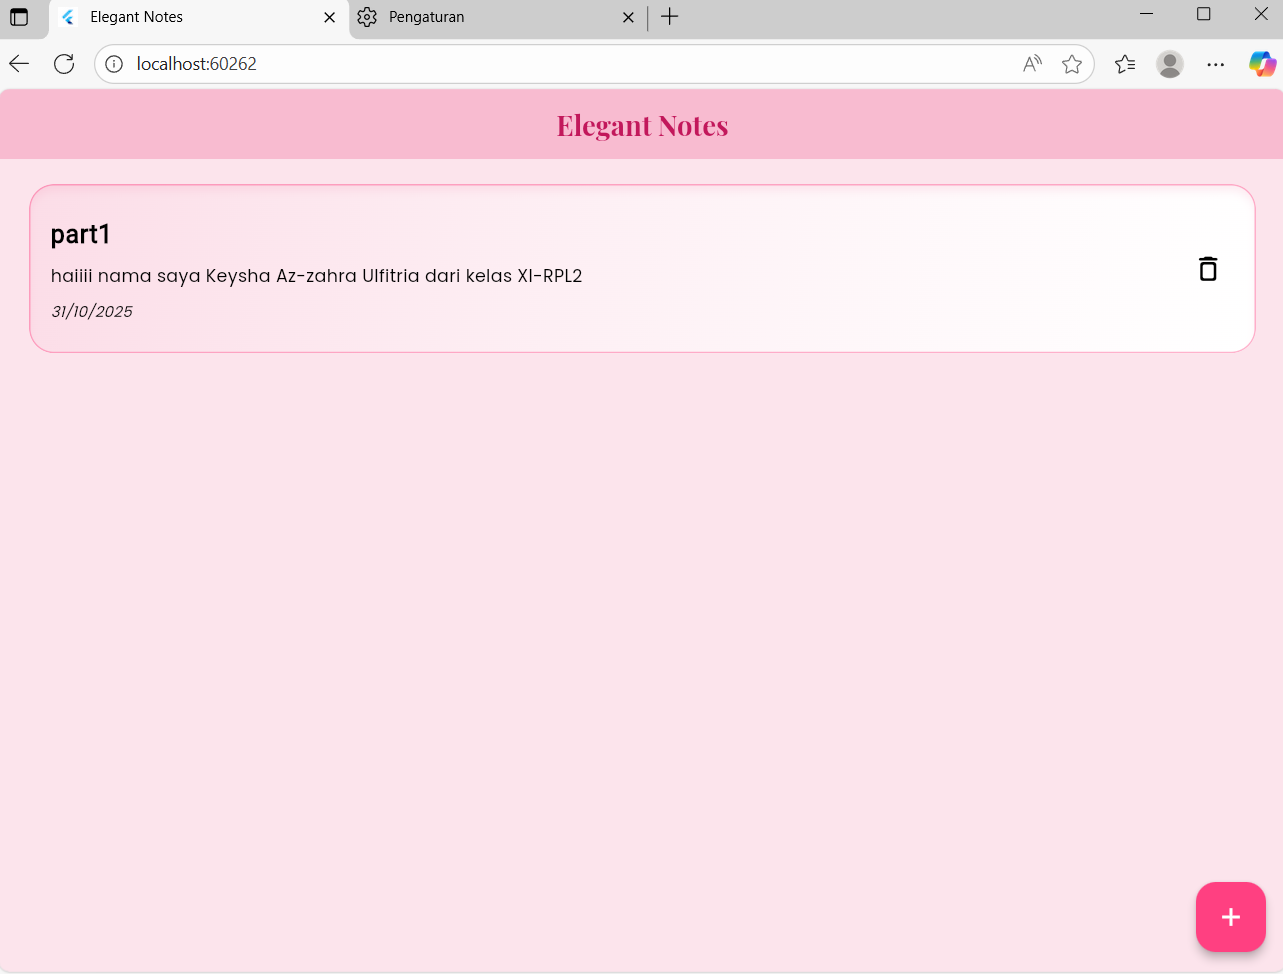 Elegant Notes
Pengaturan
localhost:60262
Elegant Notes
part1
haiiii nama saya Keysha Az-zahra Ulfitria dari kelas XI-RPL2
31/10/2025